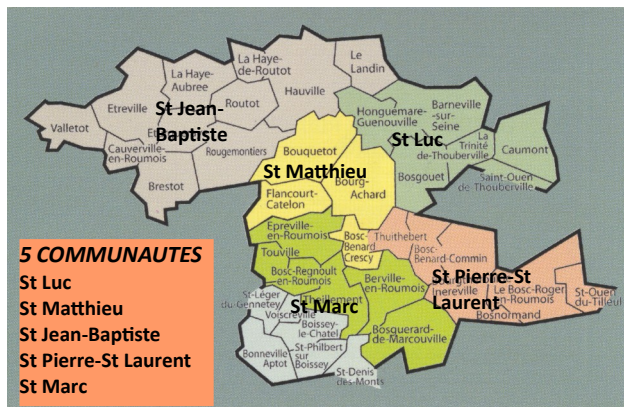 La Haye-
de-Routot
Le
Landin
La Haye-
Aubree
Hauville
Routot
Etreville
St Jean-
Baptiste
Valletot
Cauverville-
en-Roumois
Rougemontiers
Brestot
Honguemare-
Guenouville
Barneville
-sur-
Seine
St Luc
La
Trinité
de-Thouberville
Caumont
Bosgouet
Saint-Ouen
de-Thouberville
Bouquetot
St Matthieu
Bourg-
Achard
Flancourt-
Catelon
Epreville-
en-Roumois
Bosc-
Benard
Crescy
Thuithebert
Bosc-
Benard-Commin
Touville
Bosc-Regnoult
en-Roumois
Berville-
en-Roumois
St Pierre-St
Laurent
Inereville
Le Bosc-Roger
en-Roumois
St-Ouen
du-Tilleul
Bosnormand
St-Léger
du-Gennetey
Theillement
St Marc
Voiscreville
Boissey-
le-Chatel
Bosguerard-
de-Marcouville
St-Philbert
sur
Boissey
Bonneville
Aptot
St-Denis
des-Monts
5 COMMUNAUTES
St Luc
St Matthieu
St Jean-Baptiste
St Pierre-St Laurent
St Marc